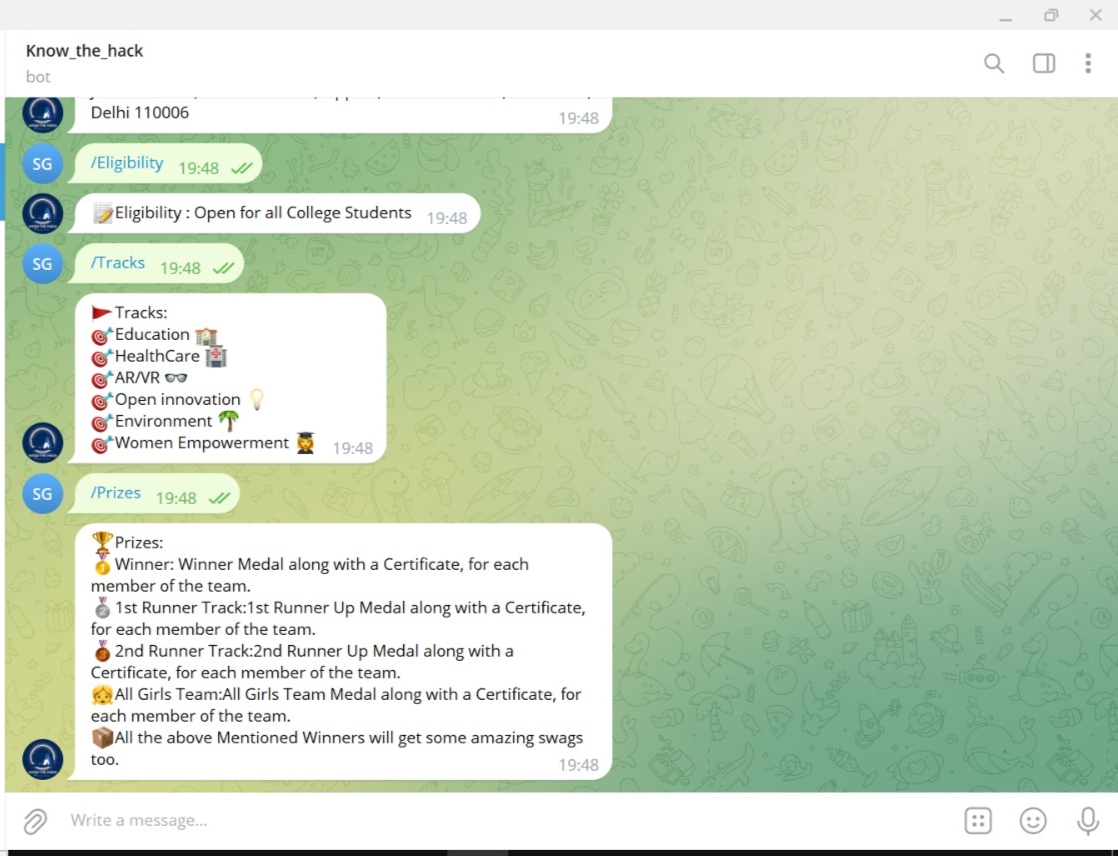 Know_the_hack
bot
Delhi 110006
19:48
SG
/Eligibility 19:48
📝Eligibility : Open for all College Students 19:48
SG
/Tracks 19:48
🚩Tracks:
🎯Education 🏫
🎯HealthCare 🏥
🎯AR/VR 👓
🎯Open innovation 💡
🎯Environment 🌴
🎯Women Empowerment 👩‍🎓 19:48
SG
/Prizes 19:48
🏆Prizes:
🥇Winner: Winner Medal along with a Certificate, for each
member of the team.
🥈 1st Runner Track:1st Runner Up Medal along with a Certificate,
for each member of the team.
🥉 2nd Runner Track:2nd Runner Up Medal along with a
Certificate, for each member of the team.
👧All Girls Team:All Girls Team Medal along with a Certificate, for
each member of the team.
📦All the above Mentioned Winners will get some amazing swags
too.
19:48
Write a message...